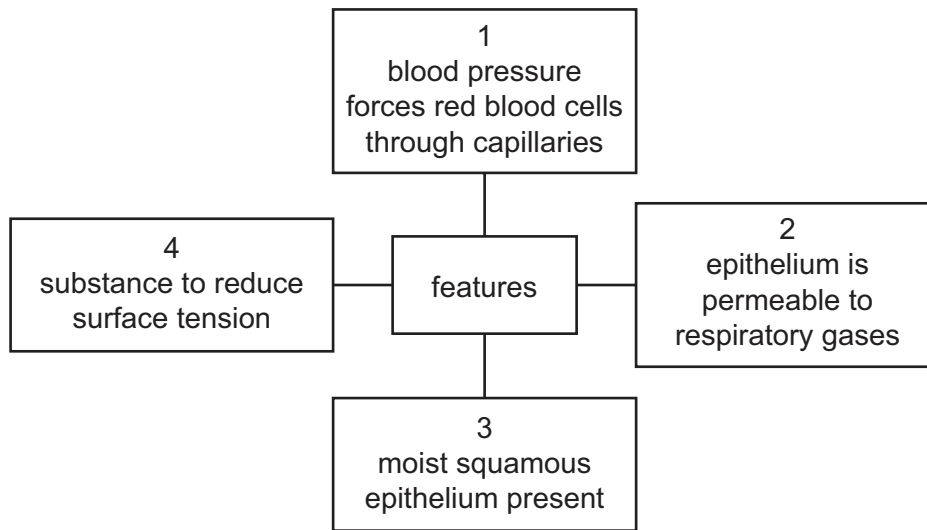 1
blood pressure
forces red blood cells
through capillaries
4
substance to reduce
surface tension
features
2
epithelium is
permeable to
respiratory gases
3
moist squamous
epithelium present